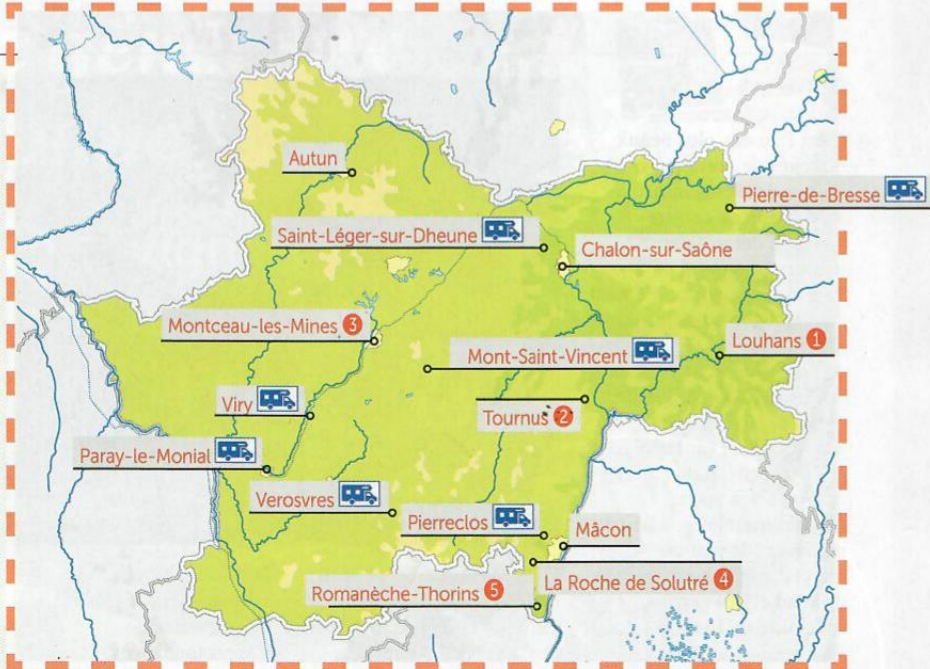 Autun
Pierre-de-Bresse
Saint-Léger-sur-Dheune
Chalon-sur-Saône
Montceau-les-Mines 3
Louhans 1
Mont-Saint-Vincent
Viry
Tournus 2
Paray-le-Monial
Verosvres
Pierreclos
Mâcon
La Roche de Solutré 4
Romanèche-Thorins 5